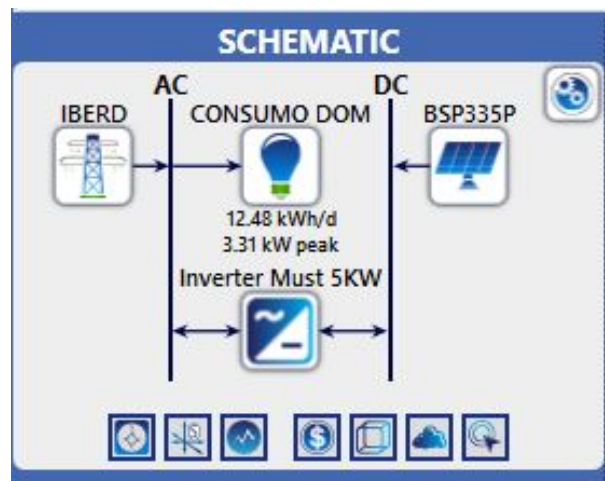 SCHEMATIC
AC
DC
IBERD
CONSUMO DOM
BSP335P
12.48 kWh/d
3.31 kW peak
Inverter Must 5KW